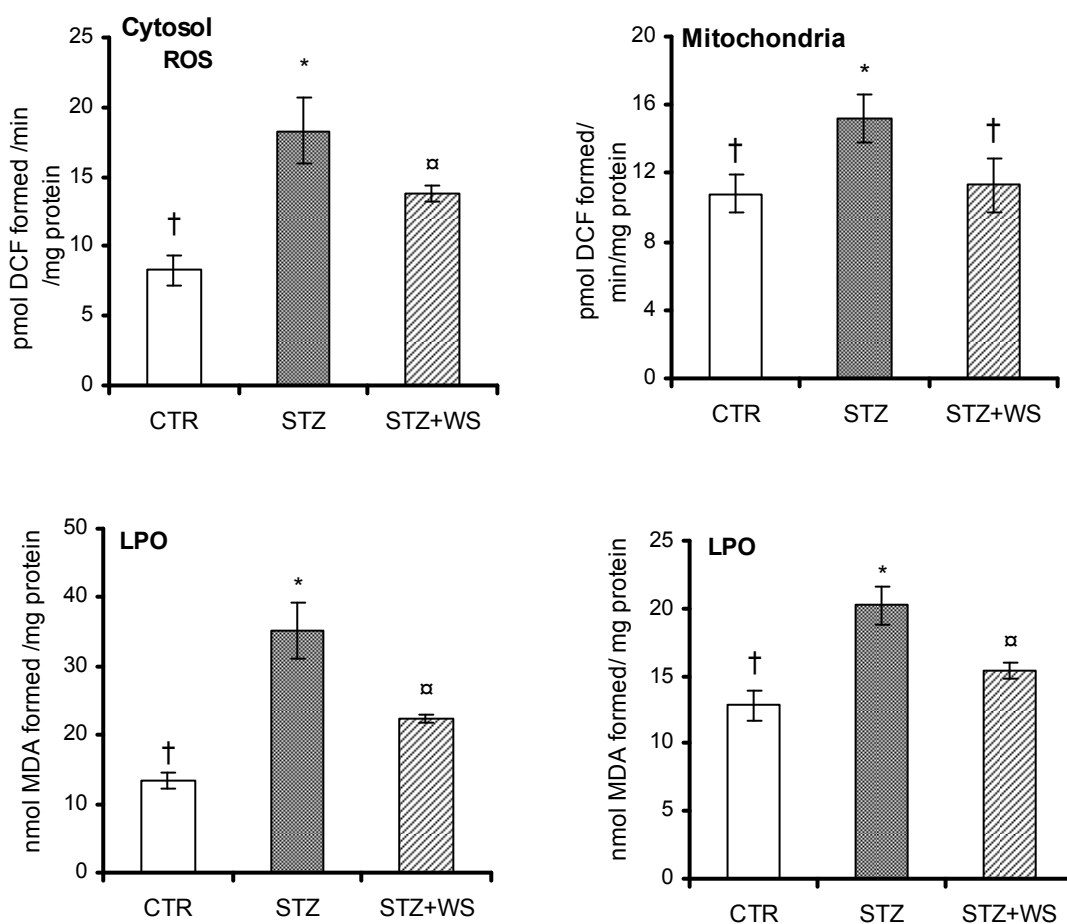 Cytosol
ROS
pmol DCF formed /min
/mg protein
25
20
15
10
5
0
*
¤
†
CTR STZ STZ+WS
Mitochondria
pmol DCF formed/
min/mg protein
20
16
12
8
4
0
*
†
†
CTR STZ STZ+WS
LPO
nmol MDA formed /mg protein
50
40
30
20
10
0
*
¤
†
CTR STZ STZ+WS
LPO
nmol MDA formed/ mg protein
25
20
15
10
5
0
*
¤
†
CTR STZ STZ+WS